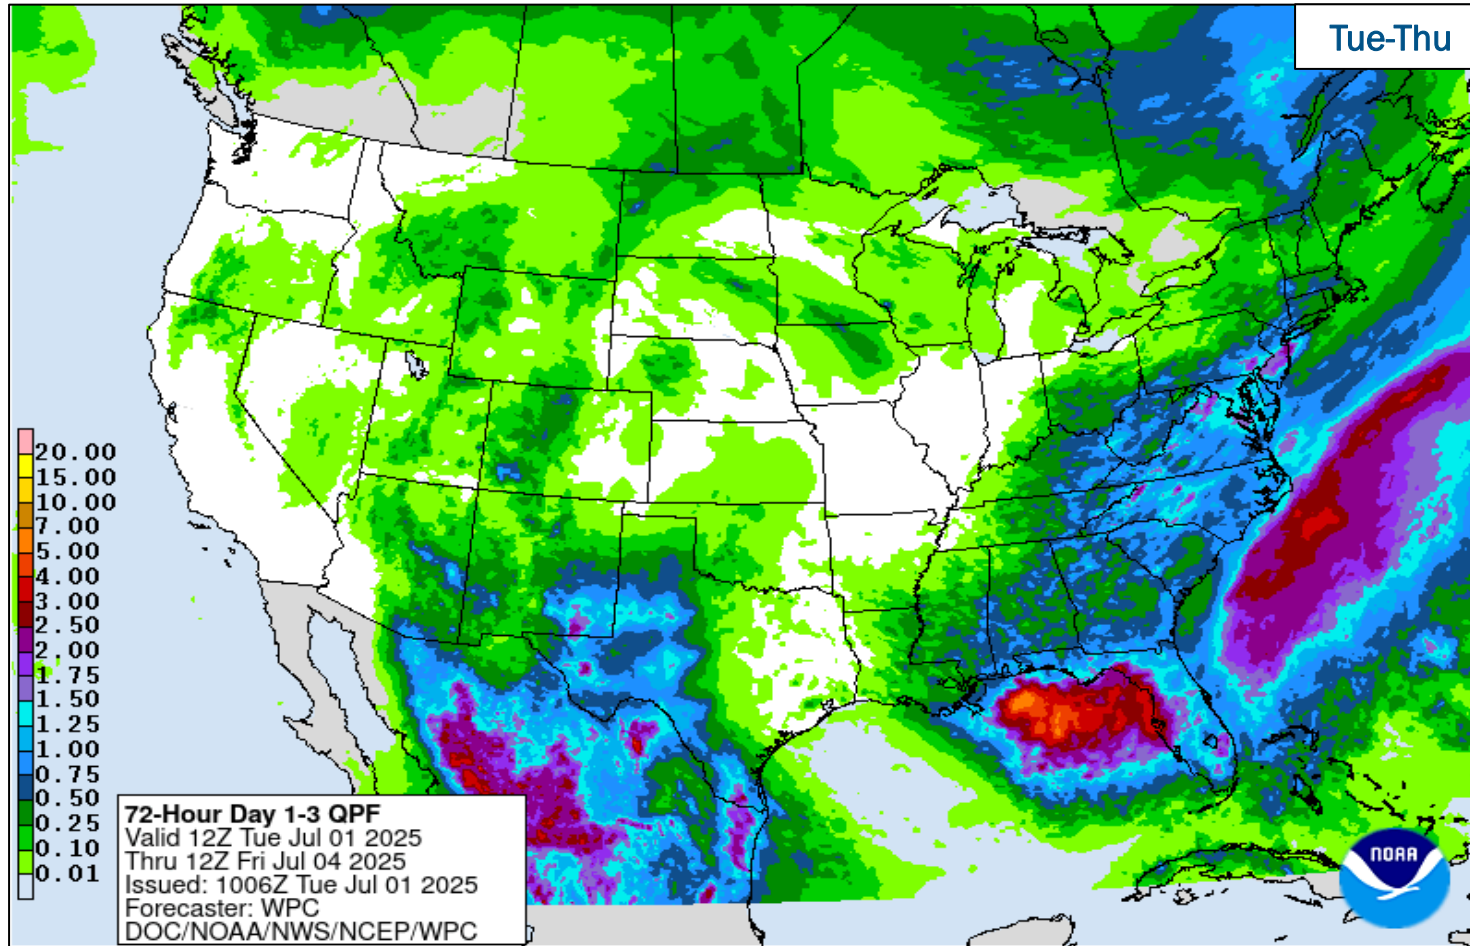 Tue-Thu
20.00
15.00
10.00
7.00
5.00
4.00
3.00
2.50
2.00
1.75
1.50
1.25
1.00
0.75
0.50
0.25
0.10
0.01
72-Hour Day 1-3 QPF
Valid 12Z Tue Jul 01 2025
Thru 12Z Fri Jul 04 2025
Issued: 1006Z Tue Jul 01 2025
Forecaster: WPC
DOC/NOAA/NWS/NCEP/WPC
NOAA